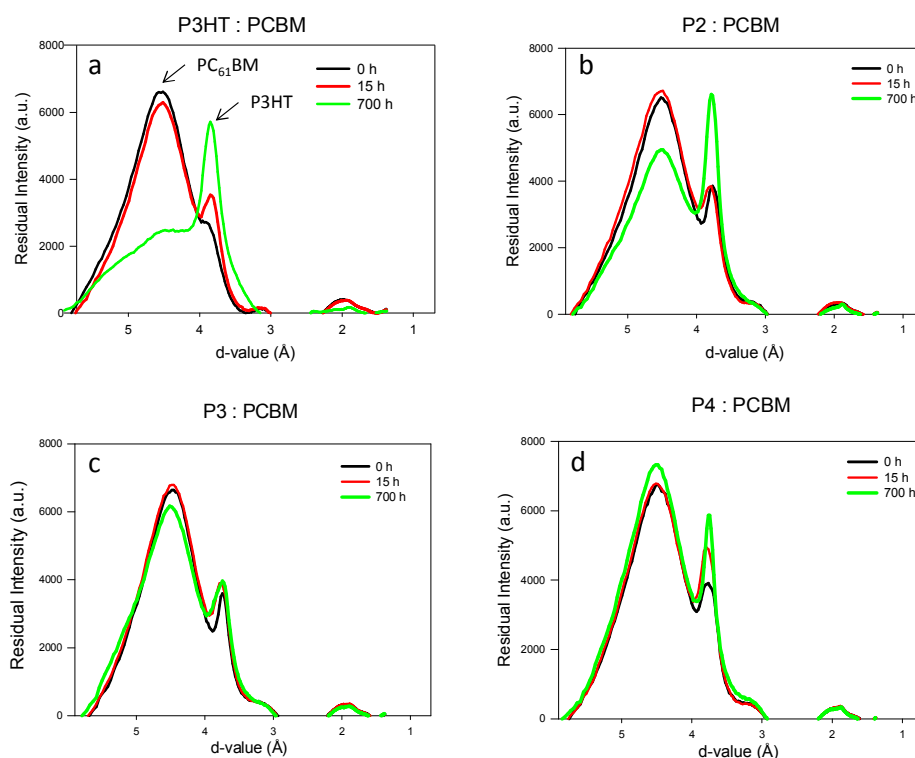 P3HT : PCBM
a
PC61BM
P3HT
0 h
15 h
700 h
Residual Intensity (a.u.)
8000
6000
4000
2000
0
5 4 3 2 1
d-value (Å)
P2 : PCBM
b
0 h
15 h
700 h
Residual Intensity (a.u.)
8000
6000
4000
2000
0
5 4 3 2 1
d-value (Å)
P3 : PCBM
c
0 h
15 h
700 h
Residual Intensity (a.u.)
8000
6000
4000
2000
0
5 4 3 2 1
d-value (Å)
P4 : PCBM
d
0 h
15 h
700 h
Residual Intensity (a.u.)
8000
6000
4000
2000
0
5 4 3 2 1
d-value (Å)